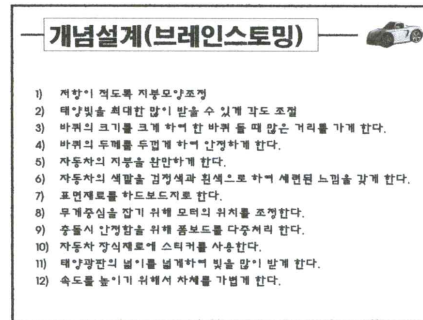 개념설계(브레인스토밍)
1) 저항이 적도록 지붕모양조정
2) 태양빛을 최대한 많이 받을 수 있게 각도 조절
3) 바퀴의 크기를 크게 하여 한 바퀴 돌 때 많은 거리를 가게 한다.
4) 바퀴의 두께를 두껍게 하여 안정하게 한다.
5) 자동차의 지붕을 완만하게 한다.
6) 자동차의 색깔을 검정색과 흰색으로 하여 세련된 느낌을 갖게 한다.
7) 표면재료를 하드보드지로 한다.
8) 무게중심을 잡기 위해 모터의 위치를 조정한다.
9) 충돌시 안정함을 위해 폼보드를 다중처리 한다.
10) 자동차 장식재료에 스티커를 사용한다.
11) 태양광판의 넓이를 넓게하여 빛을 많이 받게 한다.
12) 속도를 높이기 위해서 차체를 가볍게 한다.